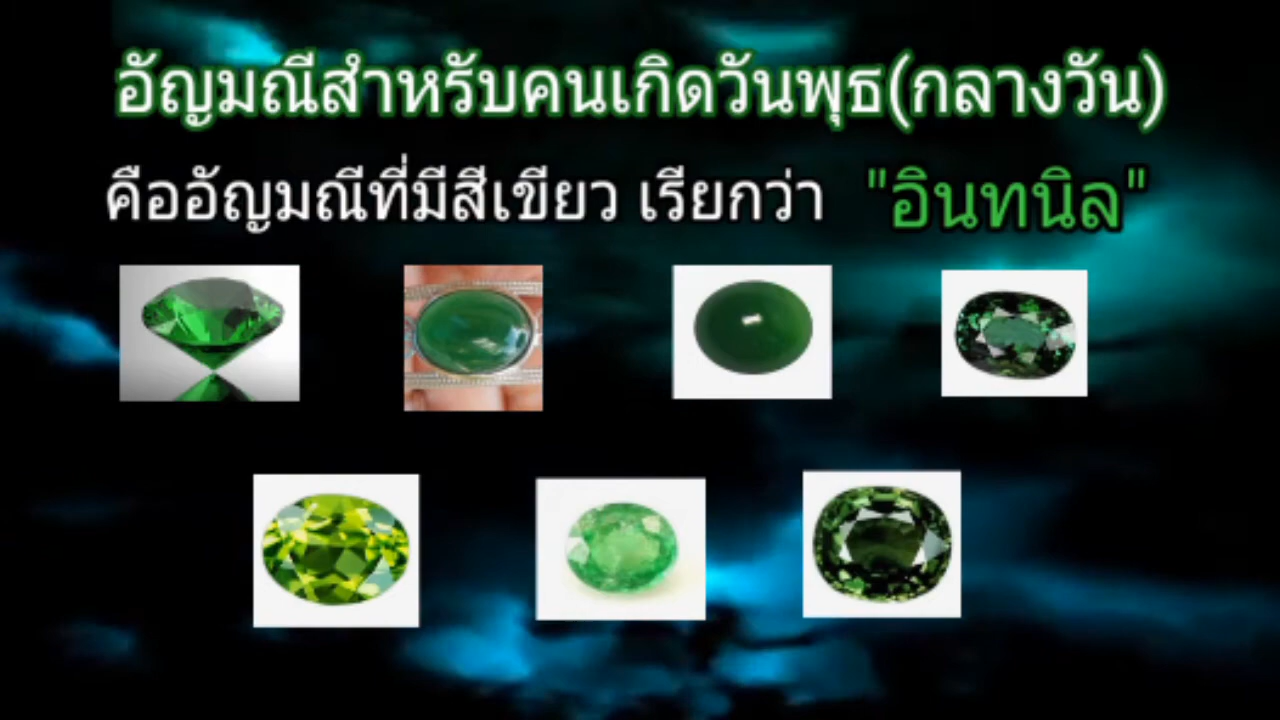 อัญมณีสำหรับคนเกิดวันพุธ(กลางวัน)
คืออัญมณีที่มีสีเขียว เรียกว่า "อินทนิล"